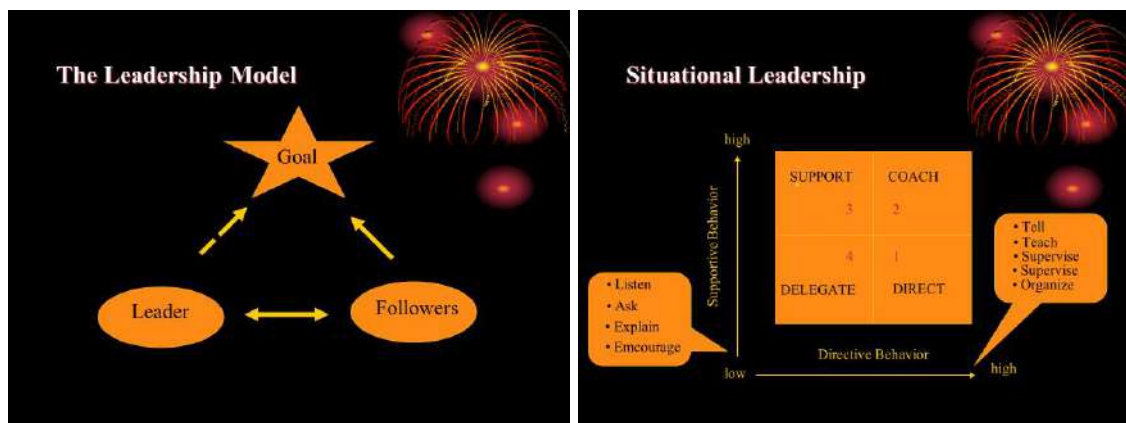 The Leadership Model
Goal
Leader
Followers
Situational Leadership
high
Supportive Behavior
SUPPORT
COACH
3
2
4
1
DELEGATE
DIRECT
• Listen
• Ask
• Explain
• Emcourage
• Tell
• Teach
• Supervise
• Supervise
• Organize
Directive Behavior
low
high